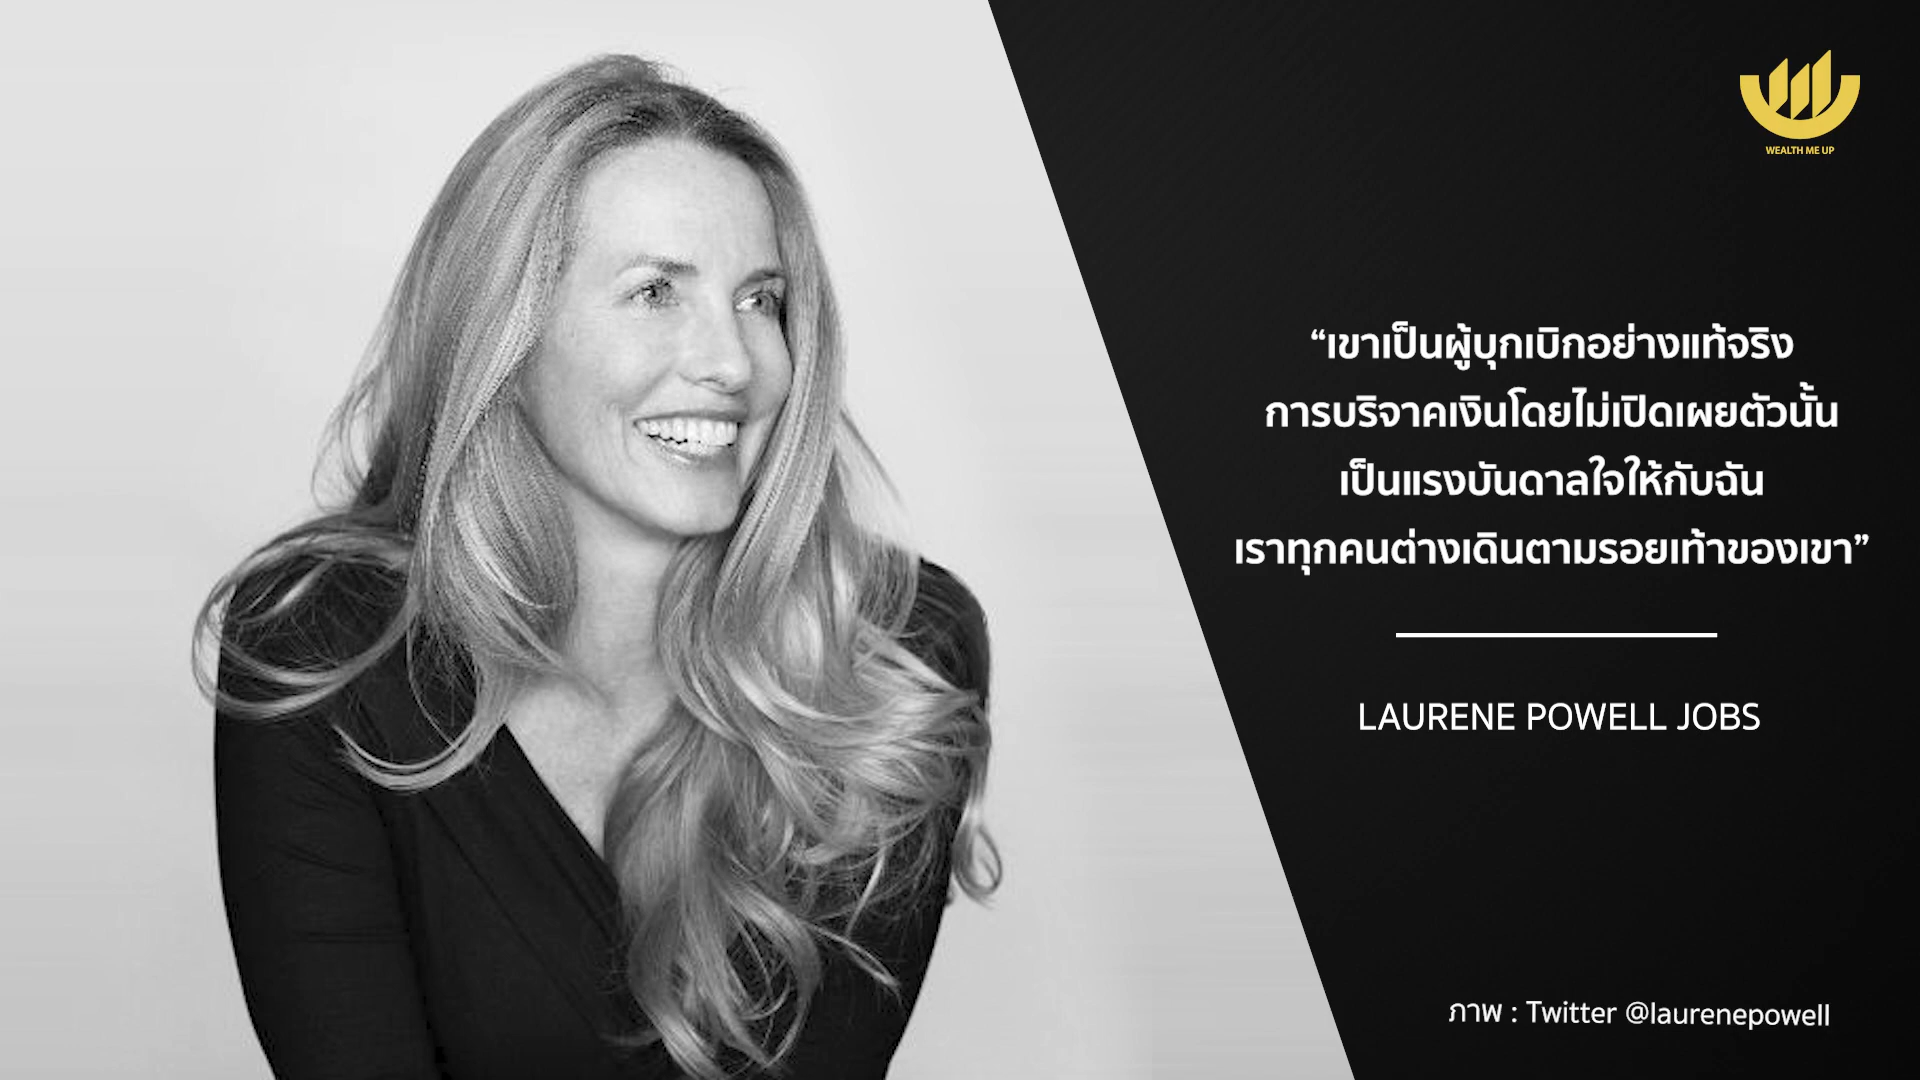 WEALTH ME UP
“เขาเป็นผู้บุกเบิกอย่างแท้จริง
การบริจาคเงินโดยไม่เปิดเผยตัวนั้น
เป็นแรงบันดาลใจให้กับฉัน
เราทุกคนต่างเดินตามรอยเท้าของเขา”
LAURENE POWELL JOBS
ภาพ : Twitter @laurenepowell